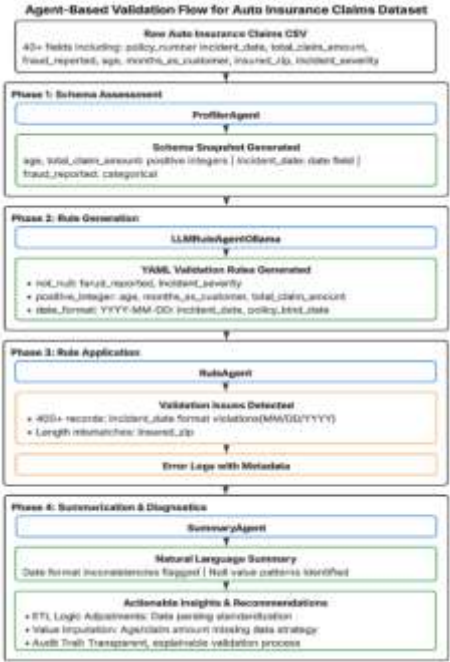 Agent-Based Validation Flow for Auto Insurance Claims Dataset
Raw Auto Insurance Claims CSV
40+ fields including: policy_number incident_date, total_claim_amount,
fraud_reported, age, months_as_customer, insured_zip, incident_severity
Phase 1: Schema Assessment
ProfilerAgent
Schema Snapshot Generated
age, total_claim_amount: positive integers | incident_date: date field |
fraud_reported: categorical
Phase 2: Rule Generation
LLMRuleAgentOllama
YAML Validation Rules Generated
• not_null: farud_reported, incident_severity
• positive_integer: age, months_as_customer, total_claim_amount
• date_format: YYYY-MM-DD: incident_date, policy_bind_date
Phase 3: Rule Application
RuleAgent
Validation Issues Detected
• 400+ records: incident_date format violations(MM/DD/YYYY)
• Length mismatches: insured_zip
Error Logs with Metadata
Phase 4: Summarization & Diagnostics
SummaryAgent
Natural Language Summary
Date format inconsistencies flagged | Null value patterns identified
Actionable Insights & Recommendations
• ETL Logic Adjustments: Data parsing standardization
• Value Imputation: Age/claim amount missing data strategy
• Audit Trail: Transparent, explainable validation process